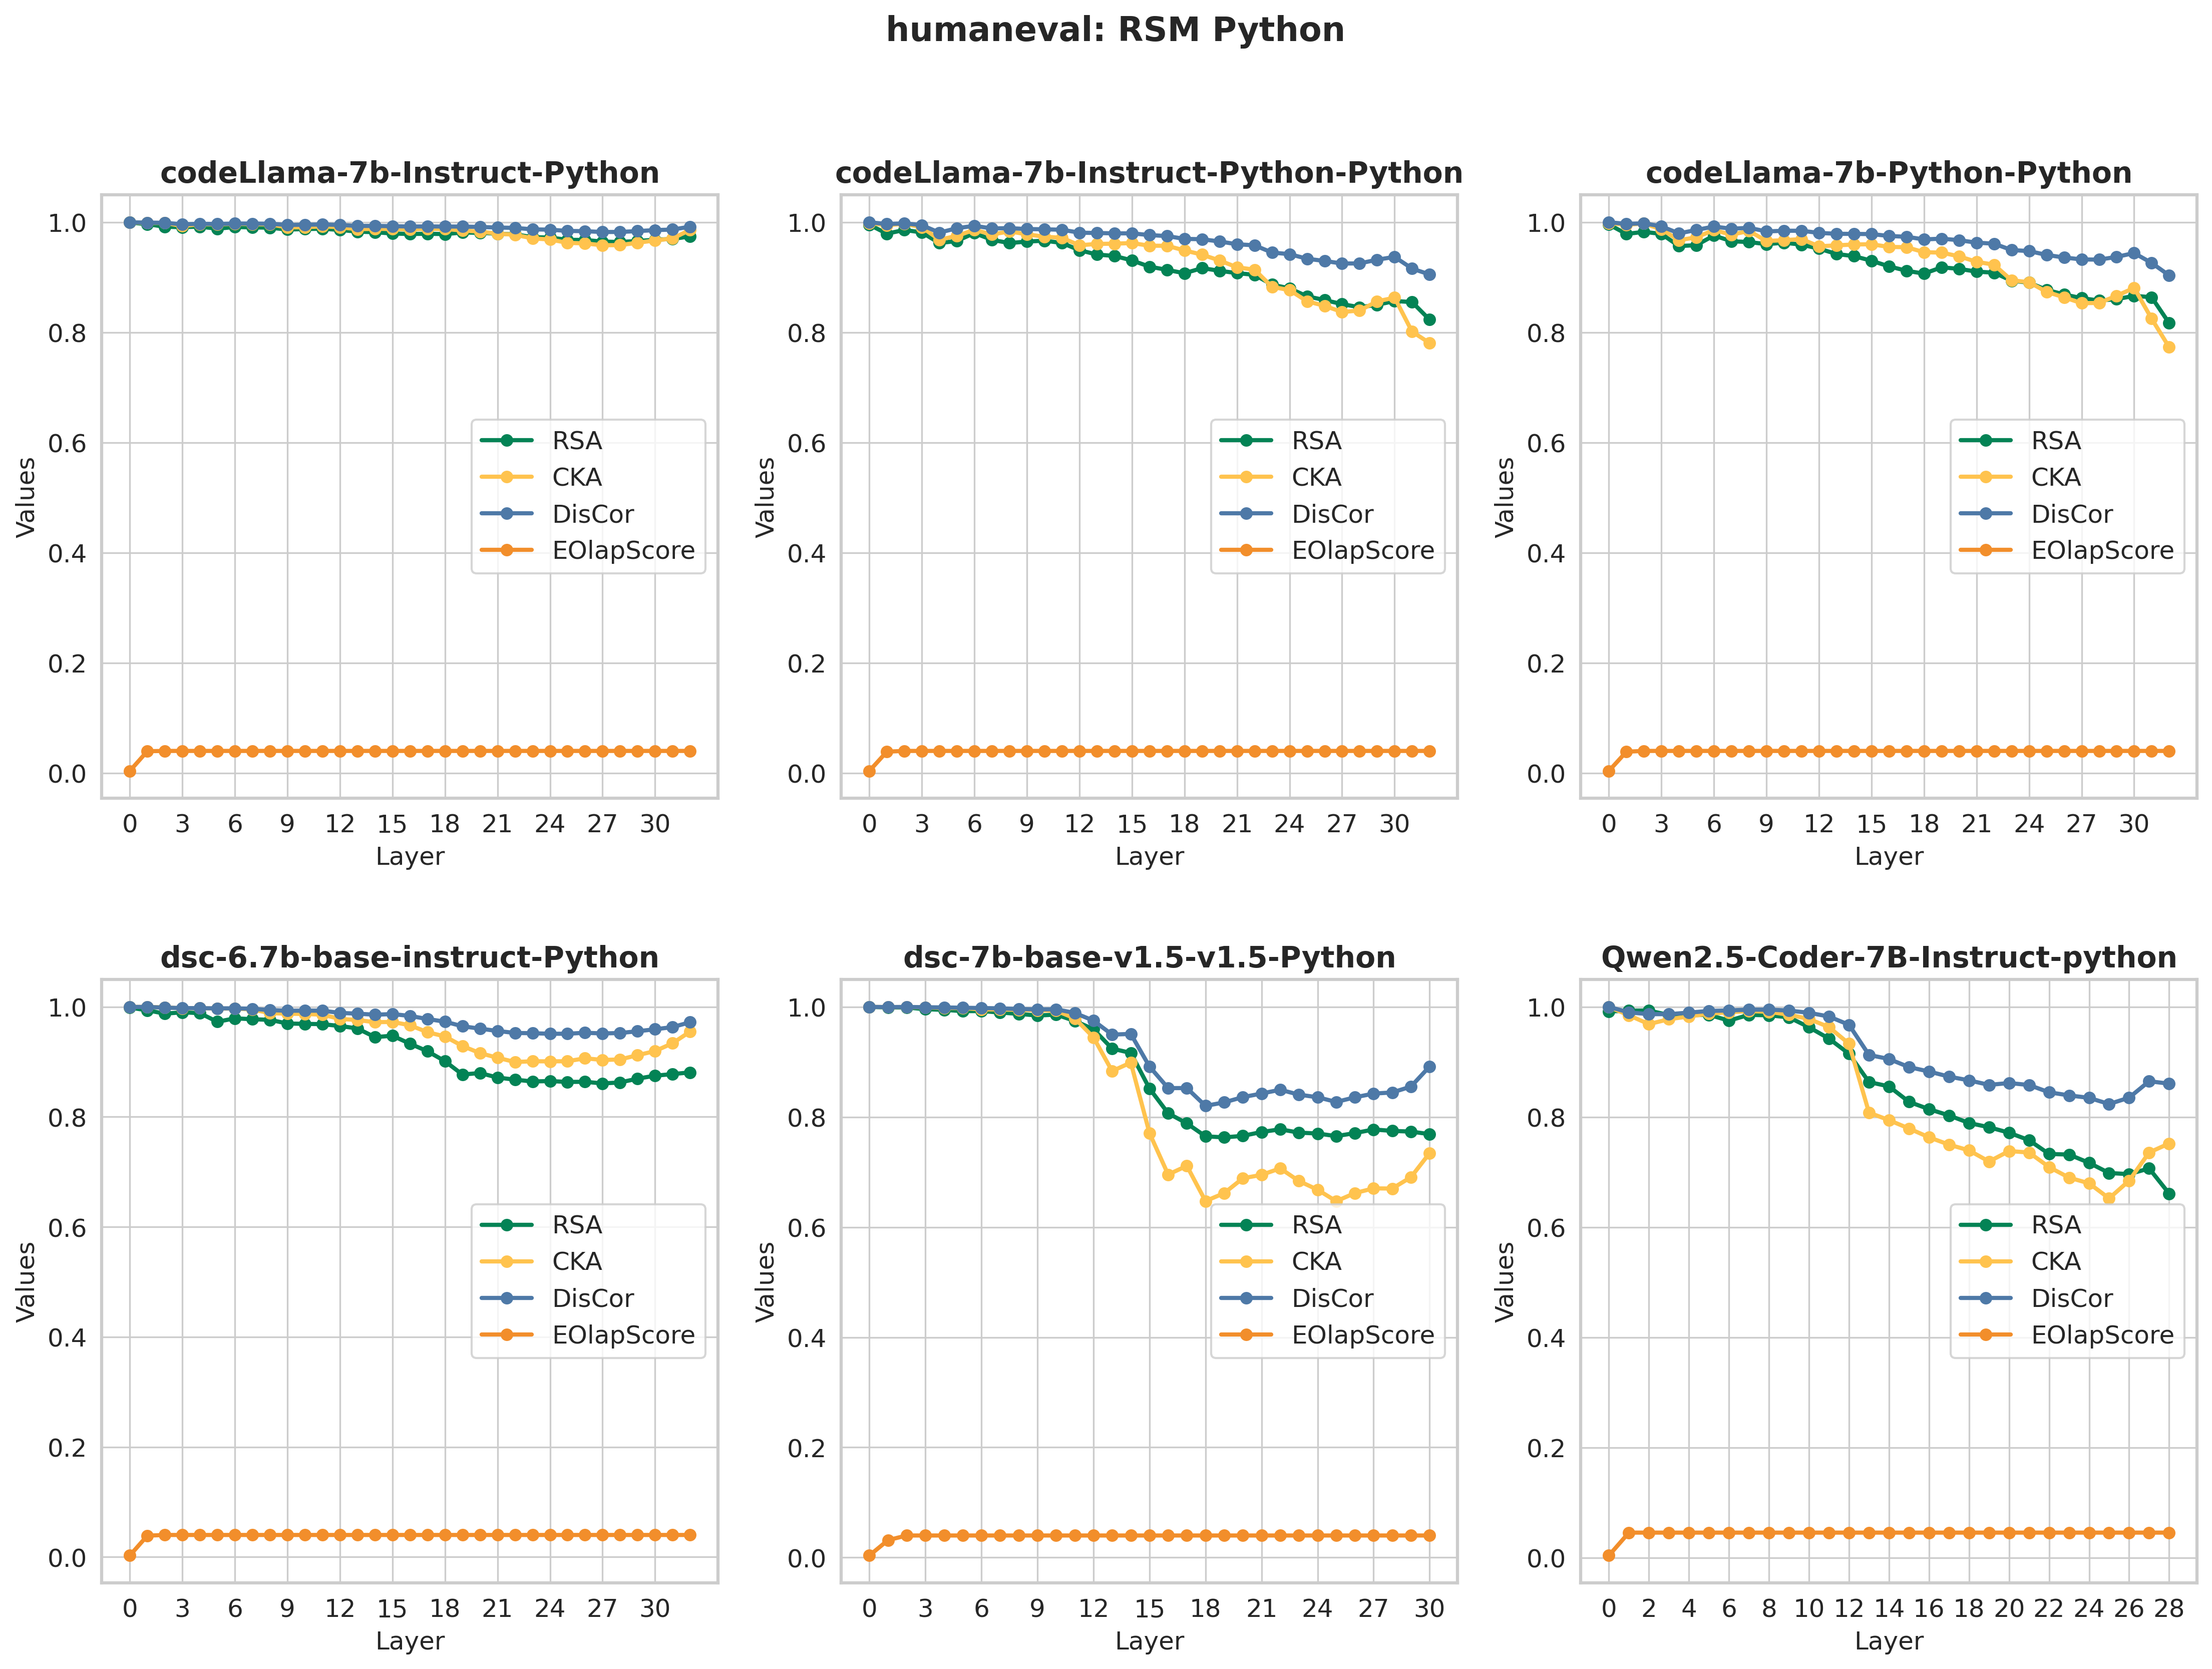 humaneval: RSM Python
codeLlama-7b-Instruct-Python
Values
1.0
0.8
0.6
0.4
0.2
0.0
RSA
CKA
DisCor
EOlapScore
0 3 6 9 12 15 18 21 24 27 30
Layer
codeLlama-7b-Instruct-Python-Python
Values
1.0
0.8
0.6
0.4
0.2
0.0
RSA
CKA
DisCor
EOlapScore
0 3 6 9 12 15 18 21 24 27 30
Layer
codeLlama-7b-Python-Python
Values
1.0
0.8
0.6
0.4
0.2
0.0
RSA
CKA
DisCor
EOlapScore
0 3 6 9 12 15 18 21 24 27 30
Layer
dsc-6.7b-base-instruct-Python
Values
1.0
0.8
0.6
0.4
0.2
0.0
RSA
CKA
DisCor
EOlapScore
0 3 6 9 12 15 18 21 24 27 30
Layer
dsc-7b-base-v1.5-v1.5-Python
Values
1.0
0.8
0.6
0.4
0.2
0.0
RSA
CKA
DisCor
EOlapScore
0 3 6 9 12 15 18 21 24 27 30
Layer
Qwen2.5-Coder-7B-Instruct-python
Values
1.0
0.8
0.6
0.4
0.2
0.0
RSA
CKA
DisCor
EOlapScore
0 2 4 6 8 10 12 14 16 18 20 22 24 26 28
Layer